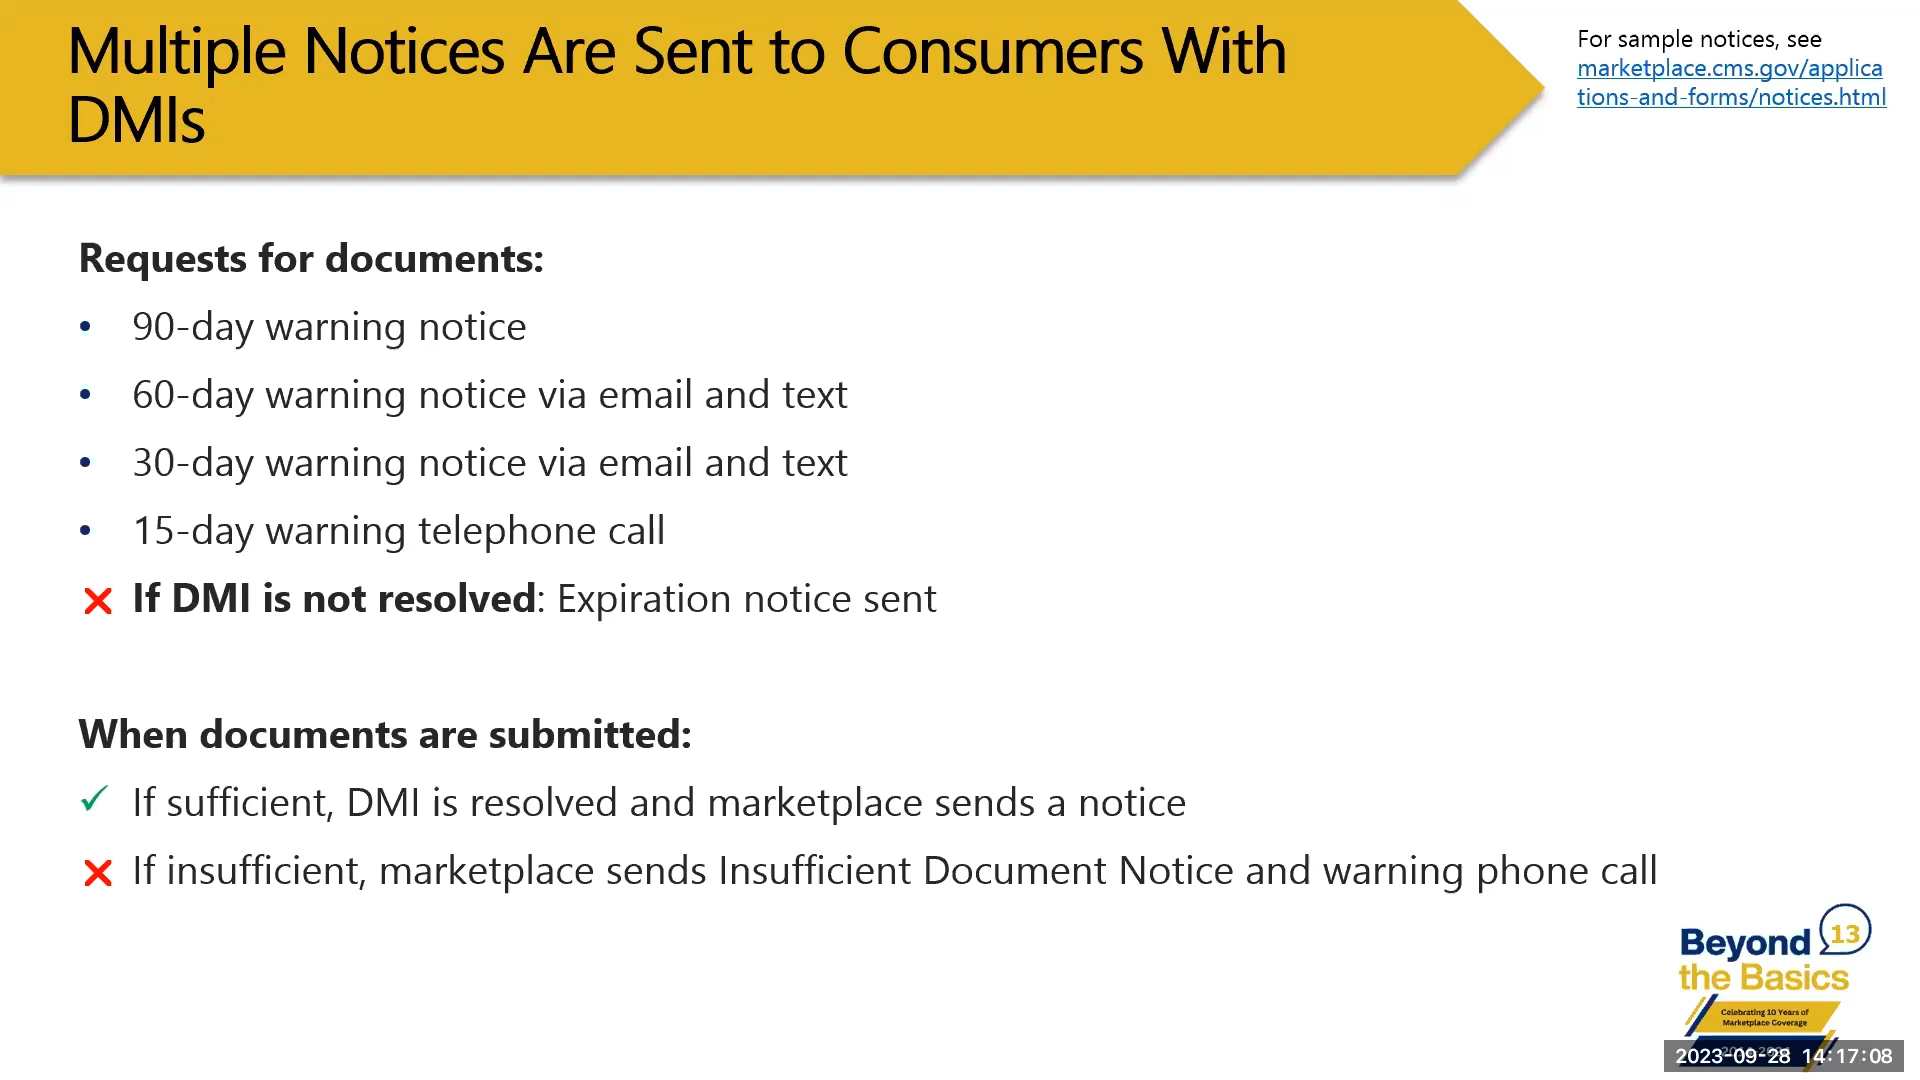 Multiple Notices Are Sent to Consumers With
DMIs
For sample notices, see
marketplace.cms.gov/applica
tions-and-forms/notices.html
Requests for documents:
• 90-day warning notice
• 60-day warning notice via email and text
• 30-day warning notice via email and text
• 15-day warning telephone call
❌ If DMI is not resolved: Expiration notice sent
When documents are submitted:
✓ If sufficient, DMI is resolved and marketplace sends a notice
❌ If insufficient, marketplace sends Insufficient Document Notice and warning phone call
Beyond 13
the Basics
Celebrating 10 Years of
Marketplace Coverage
2023-09-28 14:17:08